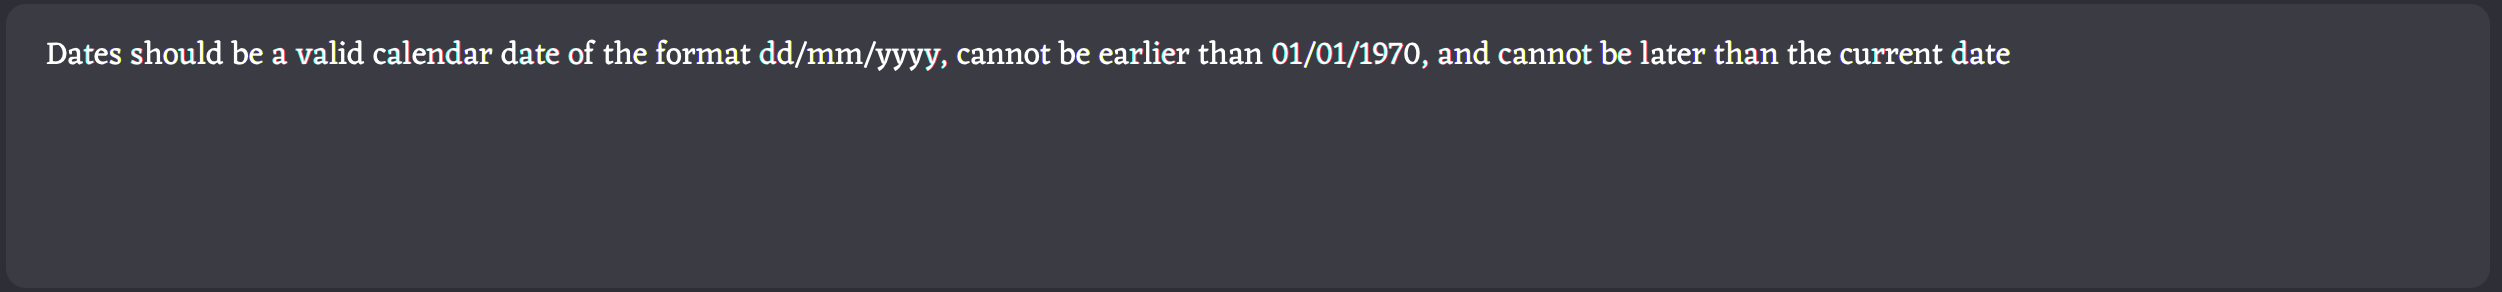 Dates should be a valid calendar date of the format dd/mm/yyyy, cannot be earlier than 01/01/1970, and cannot be later than the current date